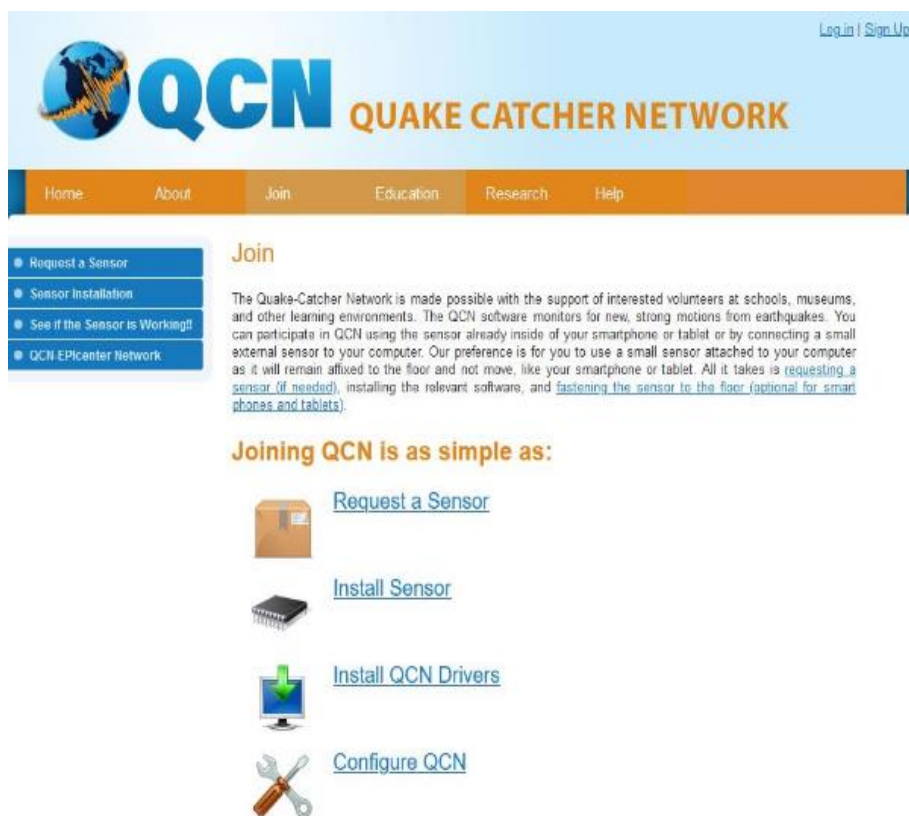 Log in | Sign Up
QCN QUAKE CATCHER NETWORK
Home About Join Education Research Help
Request a Sensor
Sensor Installation
See if the Sensor is Working!!
QCN-EPIcenter Network
Join
The Quake-Catcher Network is made possible with the support of interested volunteers at schools, museums,
and other learning environments. The QCN software monitors for new, strong motions from earthquakes. You
can participate in QCN using the sensor already inside of your smartphone or tablet or by connecting a small
external sensor to your computer. Our preference is for you to use a small sensor attached to your computer
as it will remain affixed to the floor and not move, like your smartphone or tablet. All it takes is requesting a
sensor (if needed), installing the relevant software, and fastening the sensor to the floor (optional for smart
phones and tablets).
Joining QCN is as simple as:
Request a Sensor
Install Sensor
Install QCN Drivers
Configure QCN